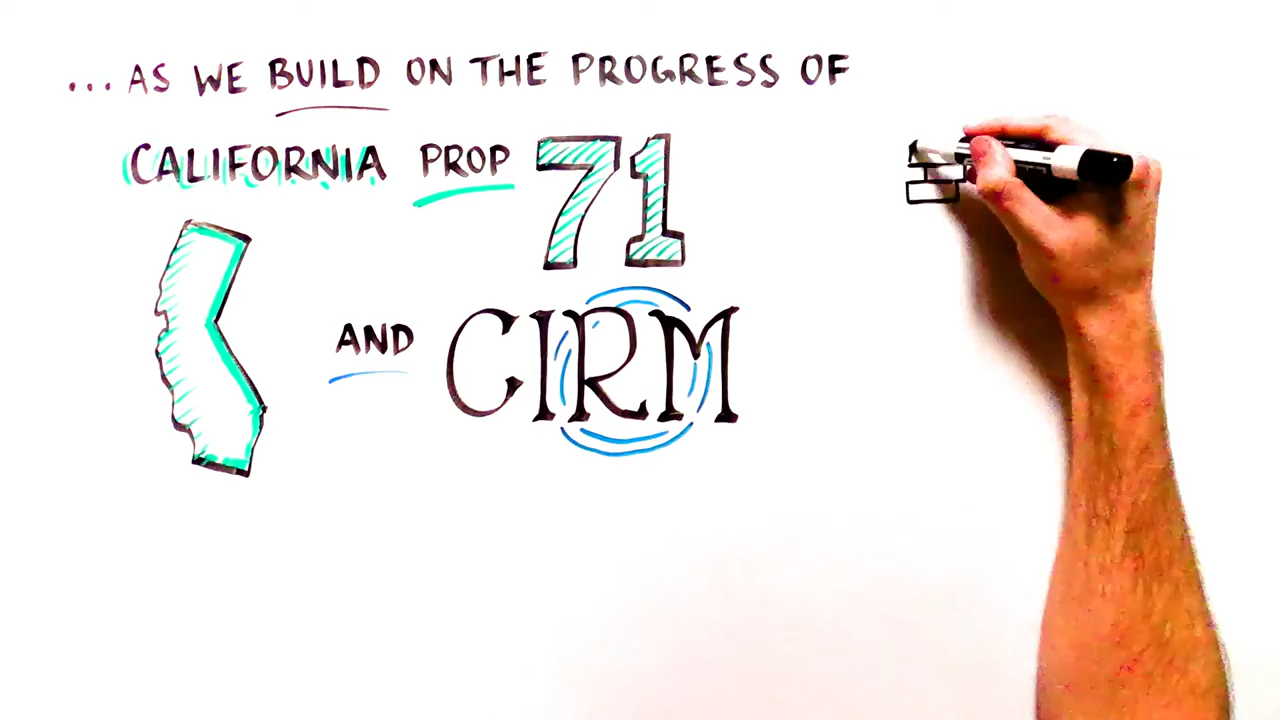 ... AS WE BUILD ON THE PROGRESS OF
CALIFORNIA PROP 71
AND CIRM